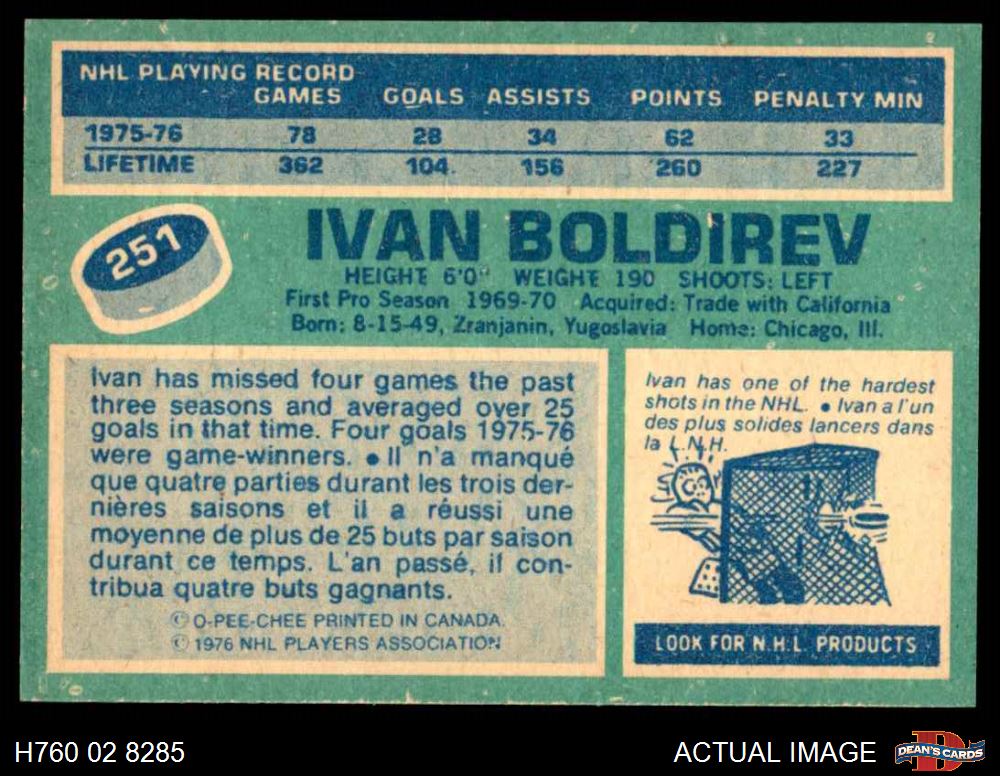 NHL PLAYING RECORD
GAMES GOALS ASSISTS POINTS PENALTY MIN
1975-76 78 28 34 62 33
LIFETIME 362 104 156 260 227
251
IVAN BOLDIREV
HEIGHT 6'0" WEIGHT 190 SHOOTS: LEFT
First Pro Season 1969-70 Acquired: Trade with California
Born: 8-15-49, Zranjanin, Yugoslavia Home: Chicago, Ill.
Ivan has missed four games the past
three seasons and averaged over 25
goals in that time. Four goals 1975-76
were game-winners. • Il n'a manqué
que quatre parties durant les trois der-
nières saisons et il a réussi une
moyenne de plus de 25 buts par saison
durant ce temps. L'an passé, il con-
tribua quatre buts gagnants.
© O-PEE-CHEE PRINTED IN CANADA.
© 1976 NHL PLAYERS ASSOCIATION
Ivan has one of the hardest
shots in the NHL. • Ivan a l'un
des plus solides lancers dans
la L.N.H.
LOOK FOR N.H.L. PRODUCTS
H760 02 8285
ACTUAL IMAGE
DEAN'S CARDS